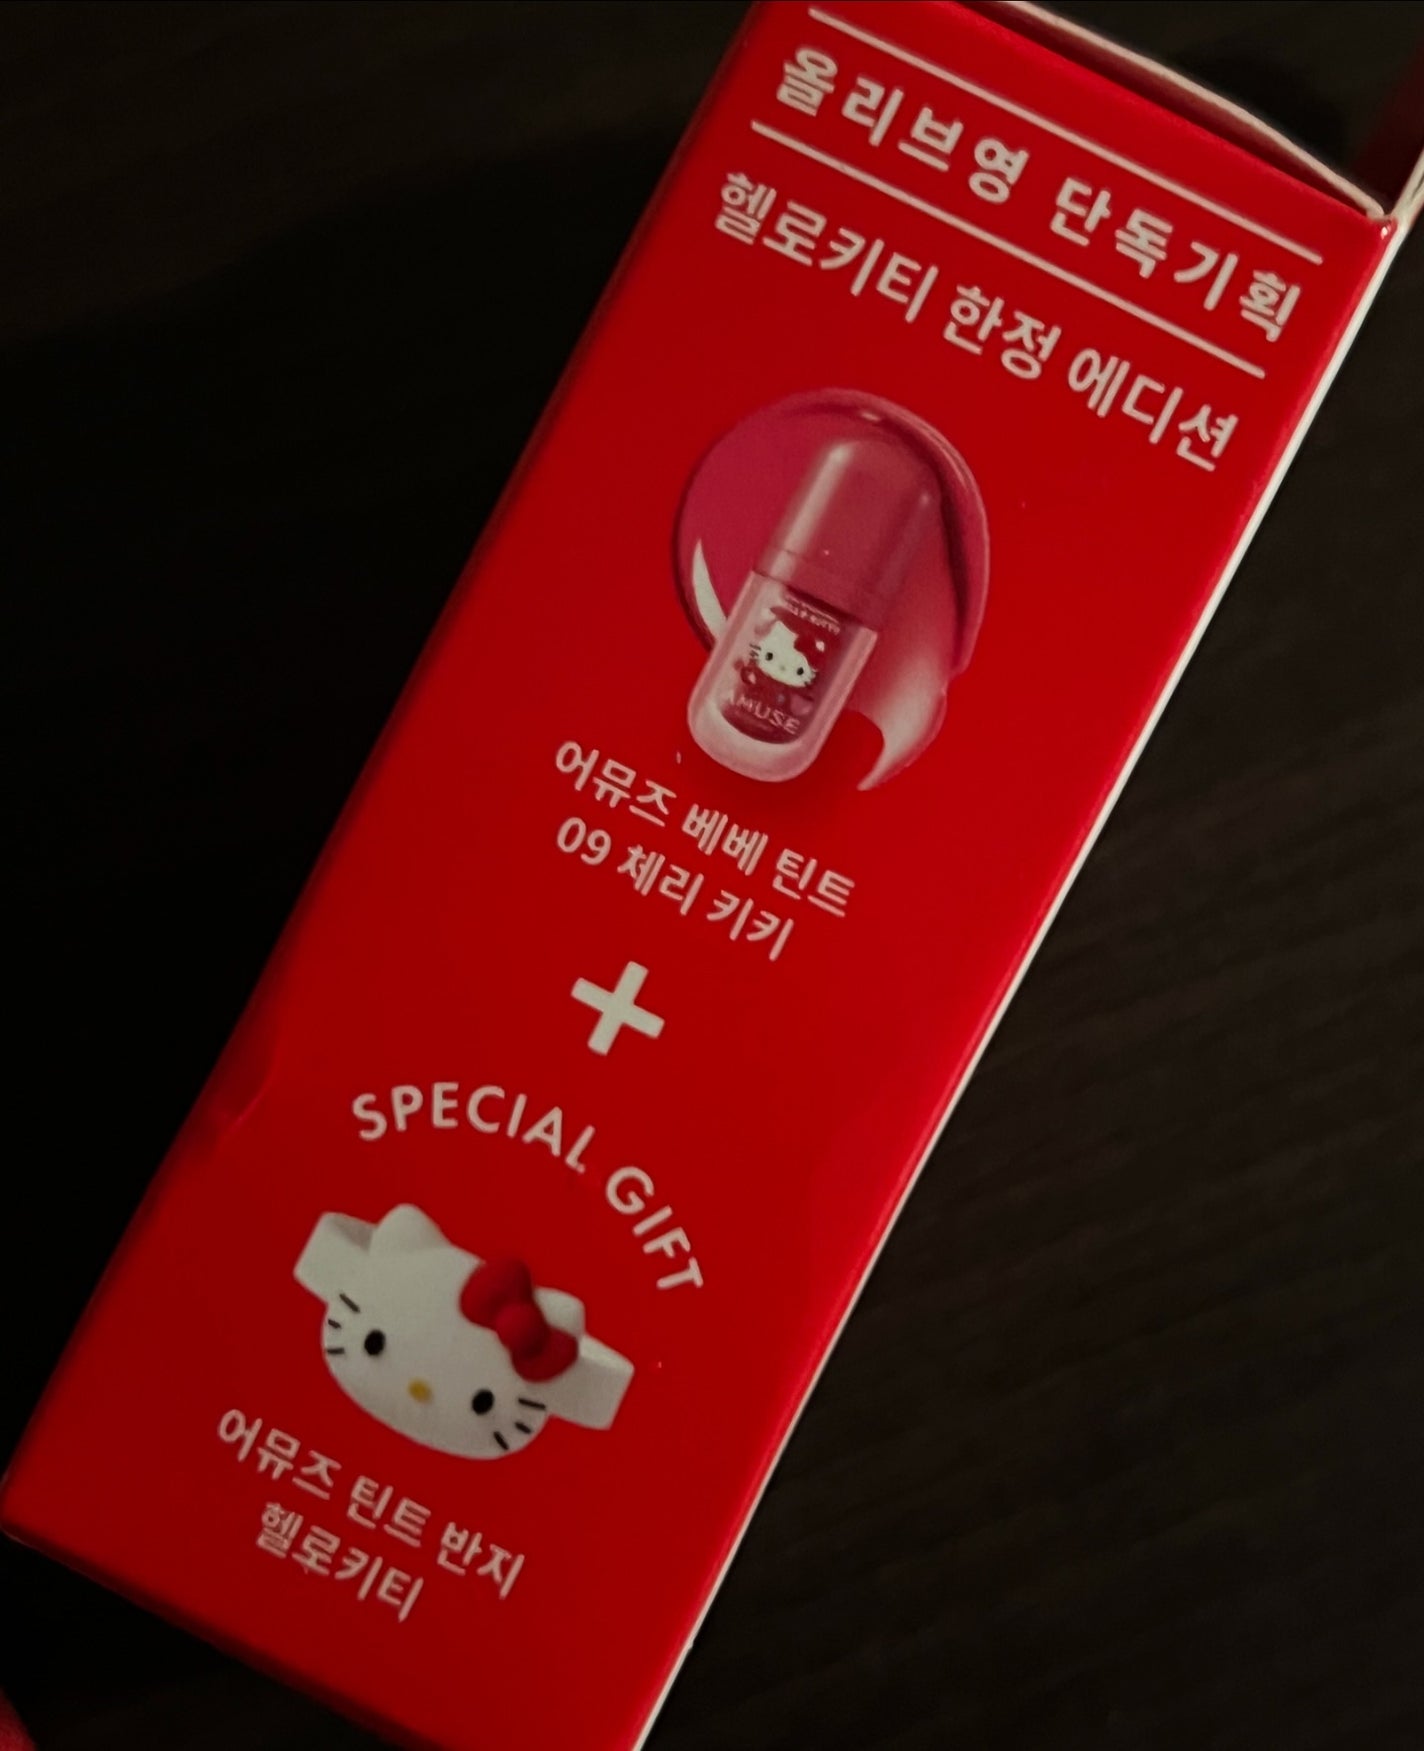 올리브영 단독기획
헬로키티 한정 에디션
AMUSE
어뮤즈 베베 틴트
09 체리 키키
+
SPECIAL GIFT
어뮤즈 틴트 반지
헬로키티